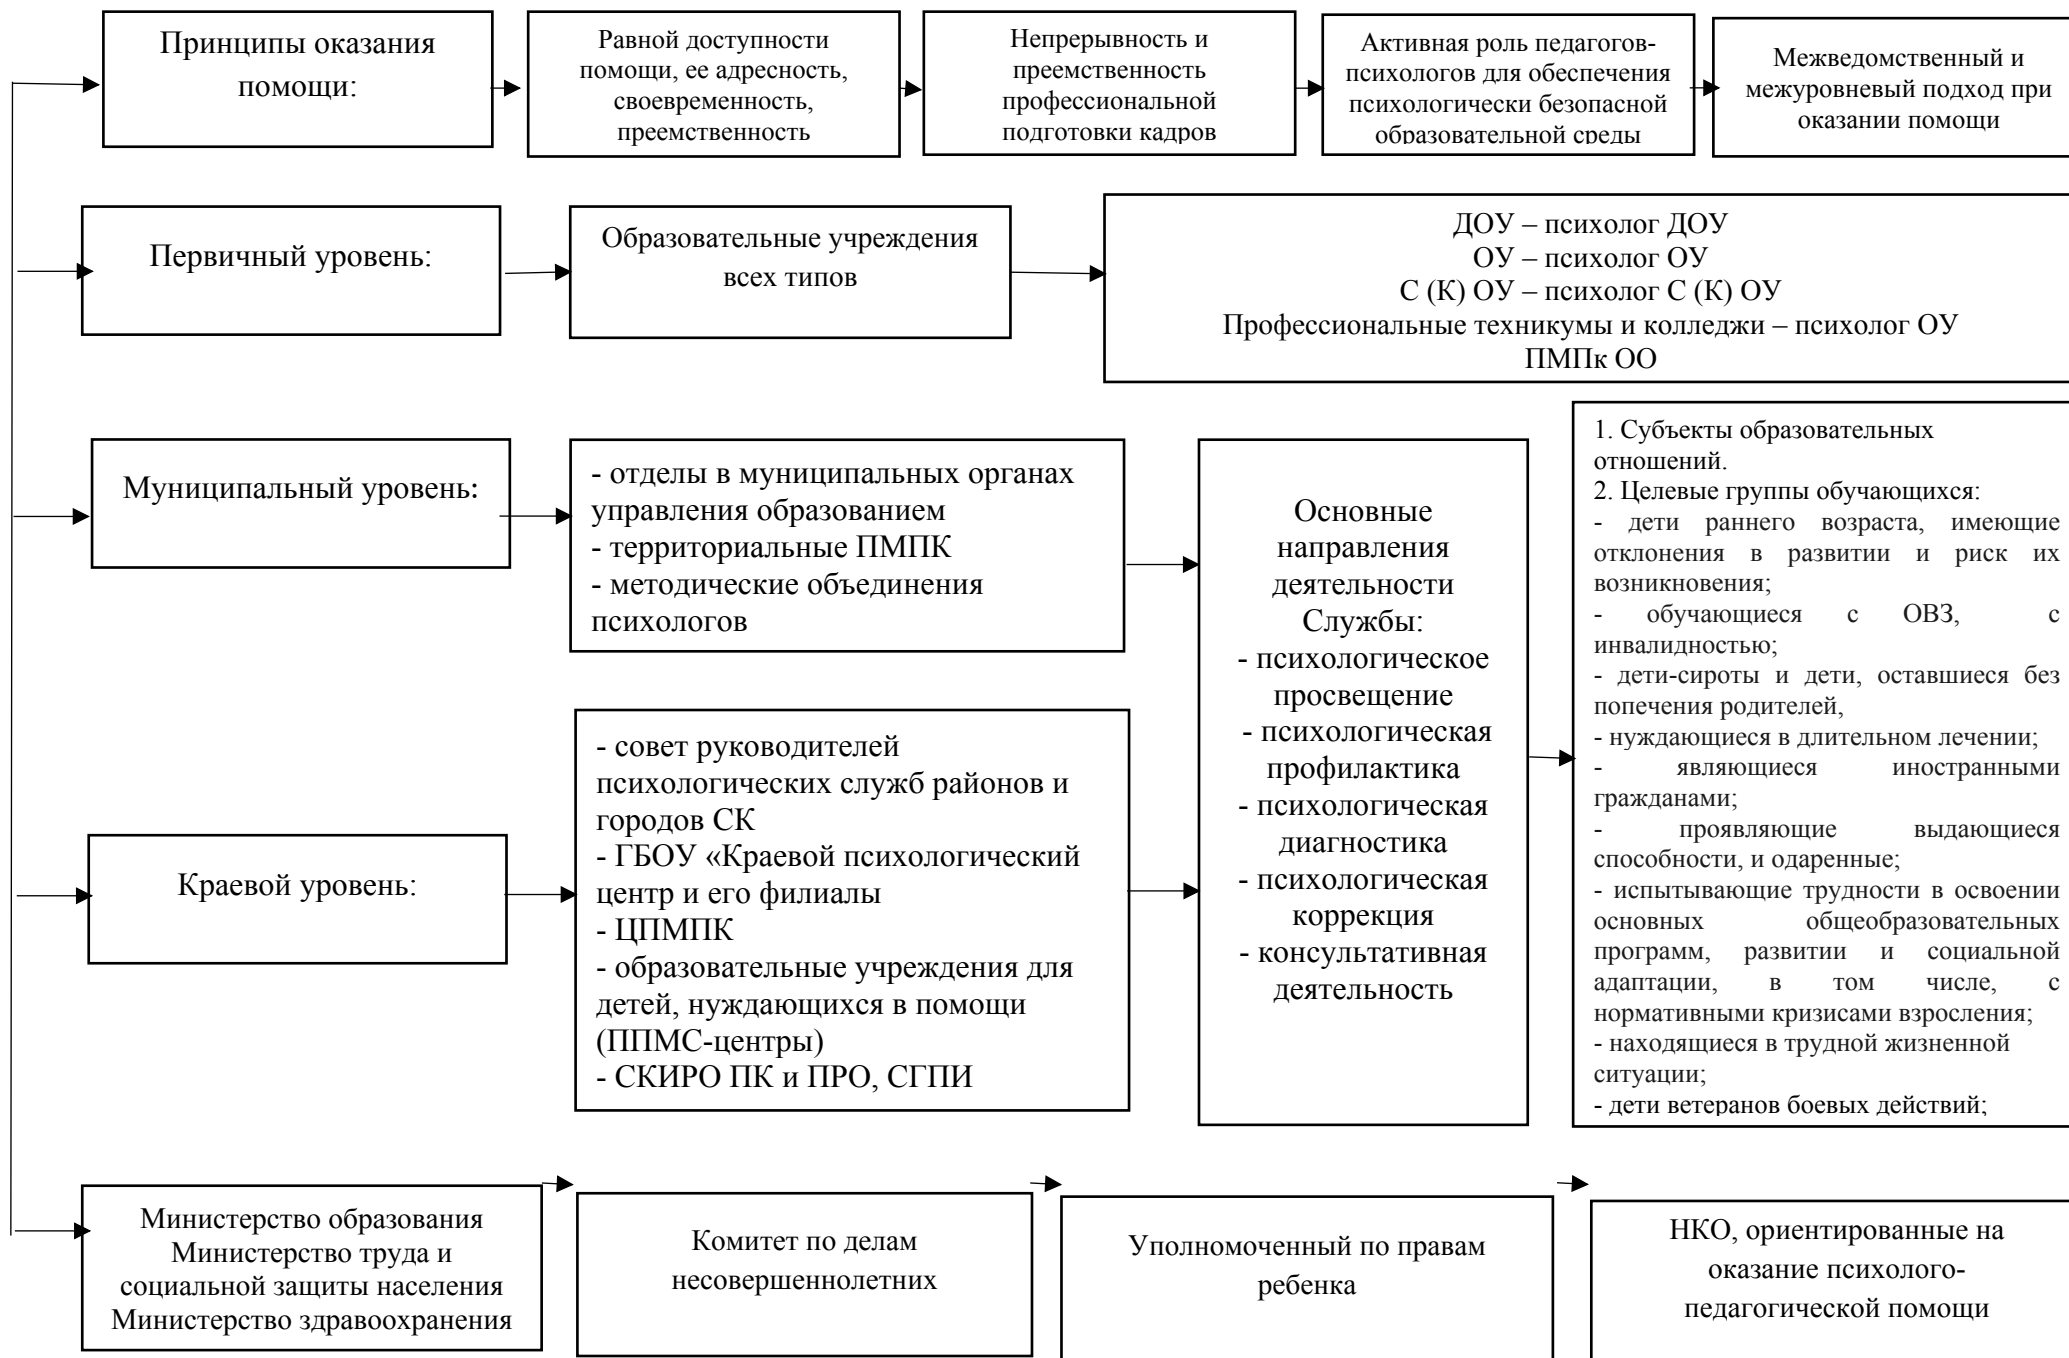 Принципы оказания
помощи:
Равной доступности
помощи, ее адресность,
своевременность,
преемственность
Непрерывность и
преемственность
профессиональной
подготовки кадров
Активная роль педагогов-
психологов для обеспечения
психологически безопасной
образовательной среды
Межведомственный и
межуровневый подход при
оказании помощи
Первичный уровень:
Образовательные учреждения
всех типов
ДОУ – психолог ДОУ
ОУ – психолог ОУ
С (К) ОУ – психолог С (К) ОУ
Профессиональные техникумы и колледжи – психолог ОУ
ПМПк ОО
Муниципальный уровень:
- отделы в муниципальных органах
управления образованием
- территориальные ПМПК
- методические объединения
психологов
Краевой уровень:
- совет руководителей
психологических служб районов и
городов СК
- ГБОУ «Краевой психологический
центр и его филиалы
- ЦПМПК
- образовательные учреждения для
детей, нуждающихся в помощи
(ППМС-центры)
- СКИРО ПК и ПРО, СГПИ
Основные
направления
деятельности
Службы:
- психологическое
просвещение
- психологическая
профилактика
- психологическая
диагностика
- психологическая
коррекция
- консультативная
деятельность
1. Субъекты образовательных
отношений.
2. Целевые группы обучающихся:
- дети раннего возраста, имеющие
отклонения в развитии и риск их
возникновения;
- обучающиеся с ОВЗ, с
инвалидностью;
- дети-сироты и дети, оставшиеся без
попечения родителей,
- нуждающиеся в длительном лечении;
- являющиеся иностранными
гражданами;
- проявляющие выдающиеся
способности, и одаренные;
- испытывающие трудности в освоении
основных общеобразовательных
программ, развитии и социальной
адаптации, в том числе, с
нормативными кризисами взросления;
- находящиеся в трудной жизненной
ситуации;
- дети ветеранов боевых действий;
Министерство образования
Министерство труда и
социальной защиты населения
Министерство здравоохранения
Комитет по делам
несовершеннолетних
Уполномоченный по правам
ребенка
НКО, ориентированные на
оказание психолого-
педагогической помощи